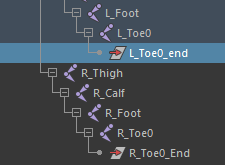 L_Foot
L_Toe0
L_Toe0_end
R_Thigh
R_Calf
R_Foot
R_Toe0
R_Toe0_End